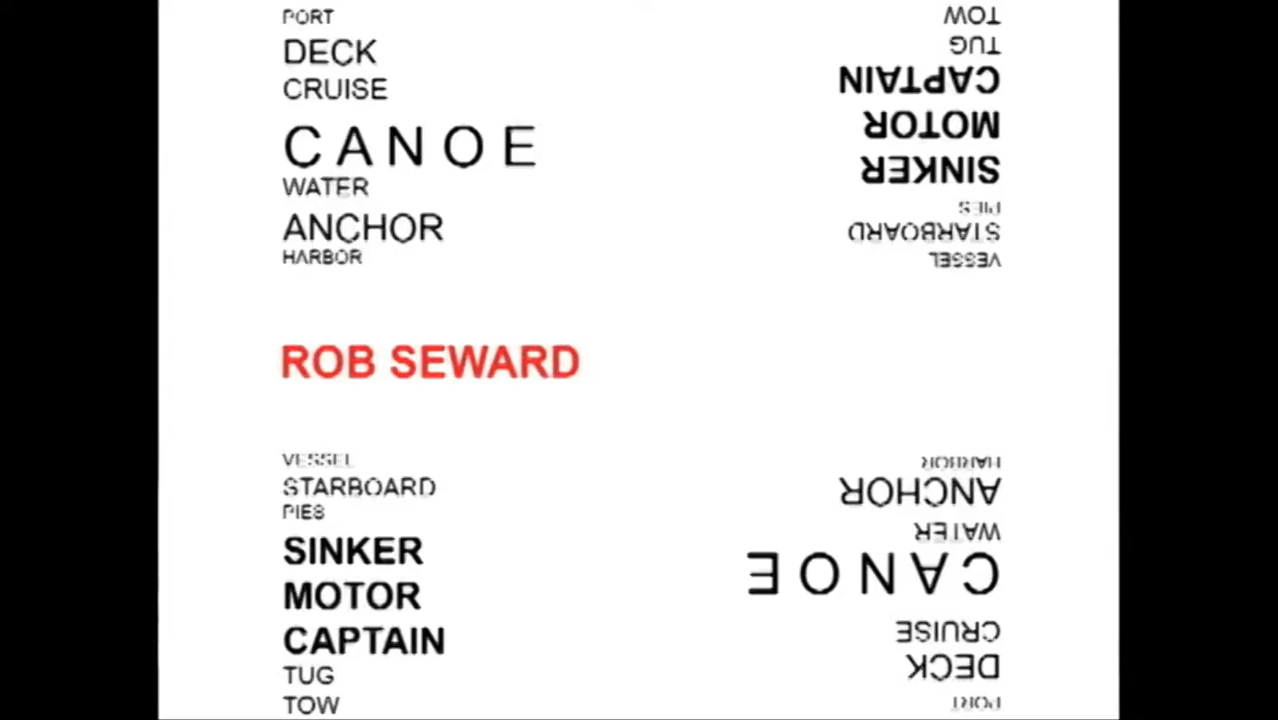 PORT
DECK
CRUISE
CANOE
WATER
ANCHOR
HARBOR
ROB SEWARD
VESSEL
STARBOARD
PIES
SINKER
MOTOR
CAPTAIN
TUG
TOW
TOW
TUG
CAPTAIN
MOTOR
SINKER
PIES
STARBOARD
VESSEL
HARBOR
ANCHOR
WATER
CANOE
CRUISE
DECK
PORT